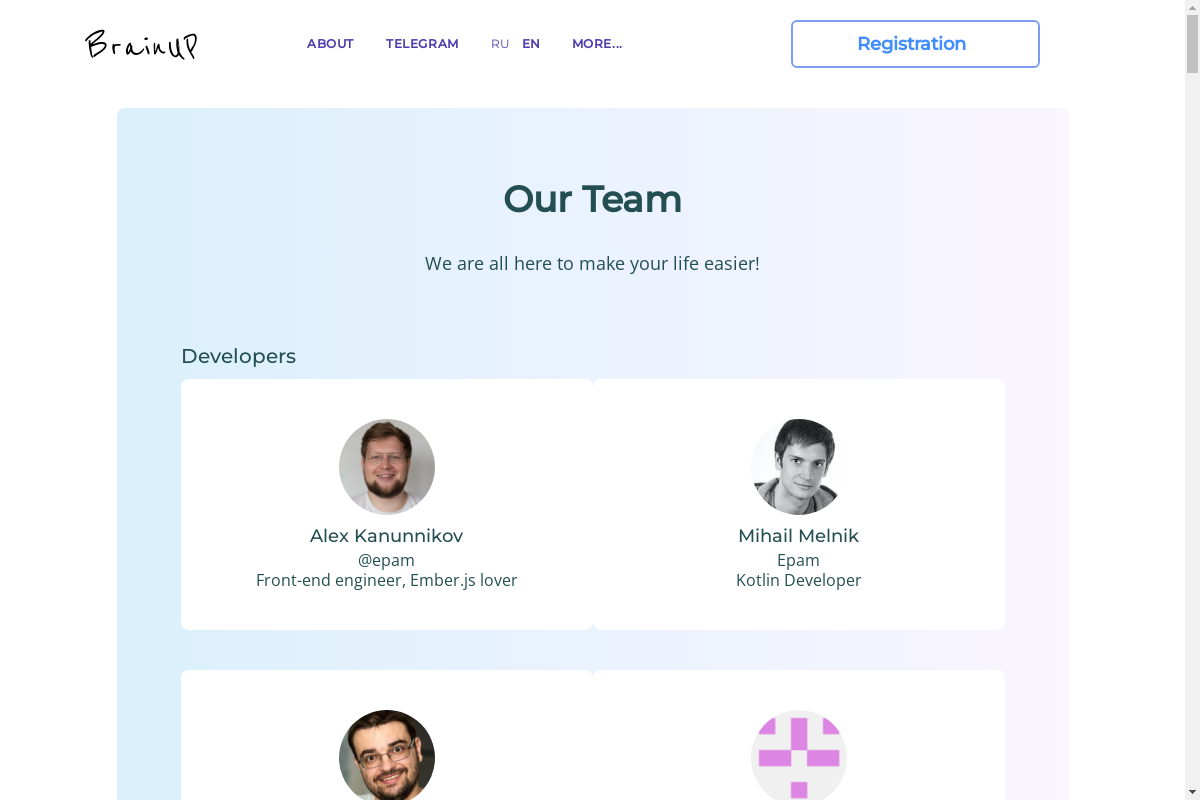 BrainUP
ABOUT
TELEGRAM
RU
EN
MORE...
Registration
Our Team
We are all here to make your life easier!
Developers
Alex Kanunnikov
@epam
Front-end engineer, Ember.js lover
Mihail Melnik
Epam
Kotlin Developer